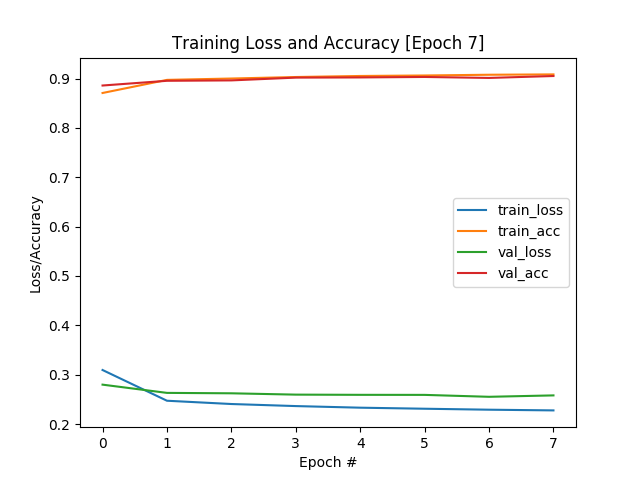 Training Loss and Accuracy [Epoch 7]
0.9
0.8
0.7
0.6
0.5
0.4
0.3
0.2
Loss/Accuracy
train_loss
train_acc
val_loss
val_acc
0 1 2 3 4 5 6 7
Epoch #